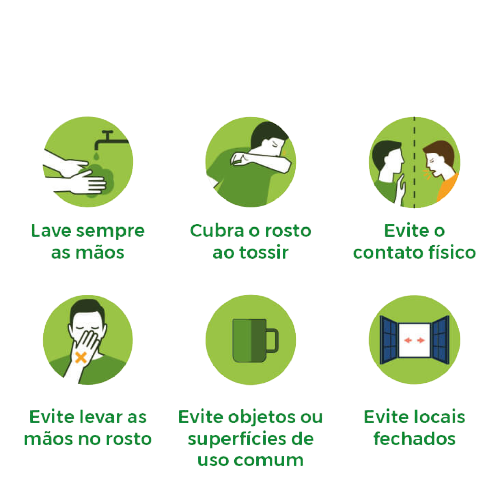 Lave sempre
as mãos
Cubra o rosto
ao tossir
Evite o
contato físico
Evite levar as
mãos no rosto
Evite objetos ou
superfícies de
uso comum
Evite locais
fechados